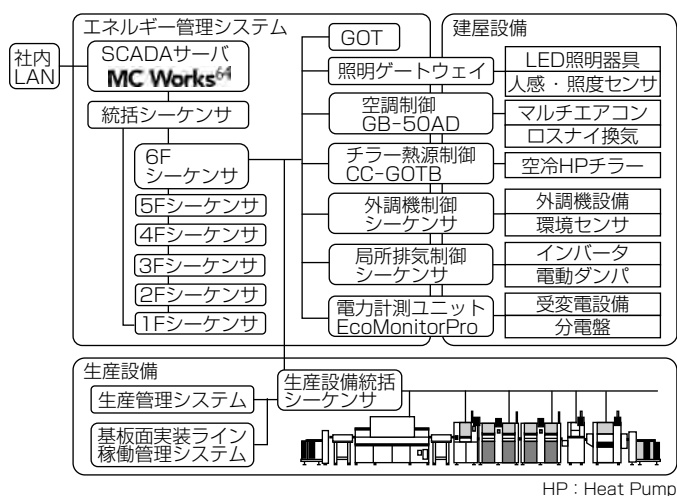 エネルギー管理システム
建屋設備
社内
LAN
SCADAサーバ
MC Works64
統括シーケンサ
6F
シーケンサ
5Fシーケンサ
4Fシーケンサ
3Fシーケンサ
2Fシーケンサ
1Fシーケンサ
GOT
照明ゲートウェイ
空調制御
GB-50AD
チラー熱源制御
CC-GOTB
外調機制御
シーケンサ
局所排気制御
シーケンサ
電力計測ユニット
EcoMonitorPro
LED照明器具
人感・照度センサ
マルチエアコン
ロスナイ換気
空冷HPチラー
外調機設備
環境センサ
インバータ
電動ダンパ
受変電設備
分電盤
生産設備
生産管理システム
基板面実装ライン
稼働管理システム
生産設備統括
シーケンサ
HP：Heat Pump